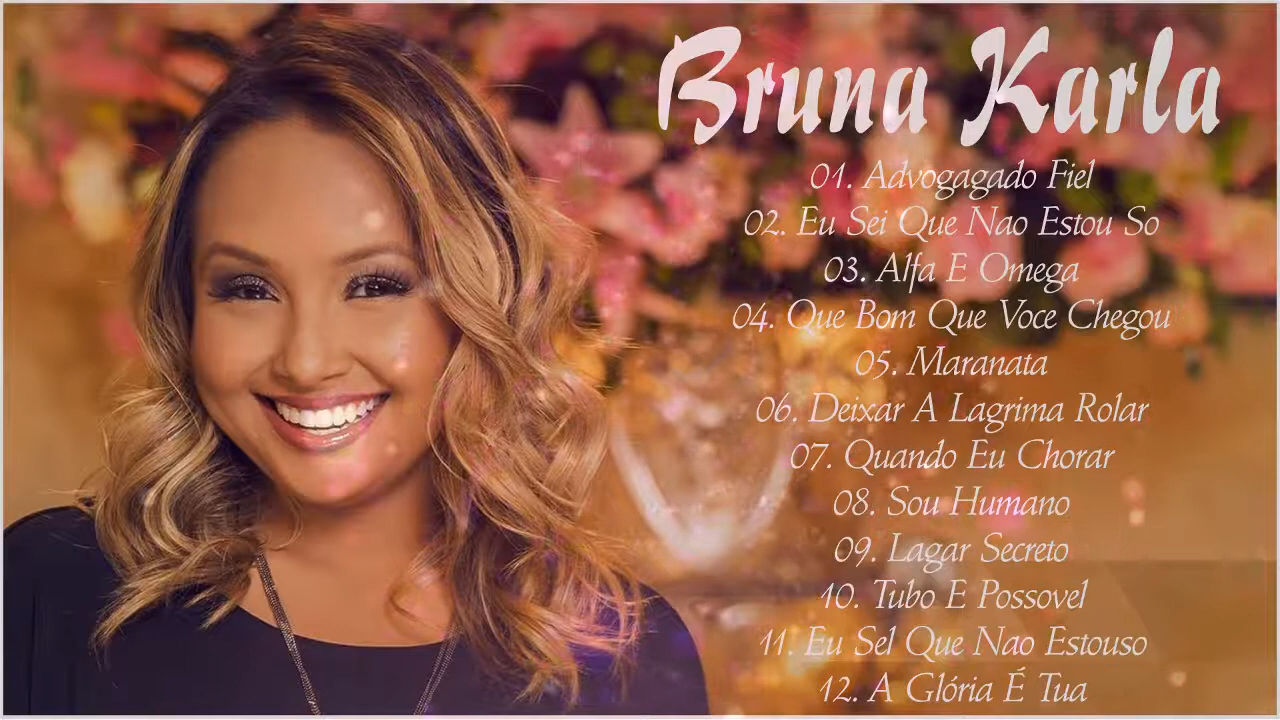 Bruna Karla
01. Advogagado Fiel
02. Eu Sei Que Nao Estou So
03. Alfa E Omega
04. Que Bom Que Voce Chegou
05. Maranata
06. Deixar A Lagrima Rolar
07. Quando Eu Chorar
08. Sou Humano
09. Lagar Secreto
10. Tubo E Possovel
11. Eu Sel Que Nao Estouso
12. A Glória É Tua